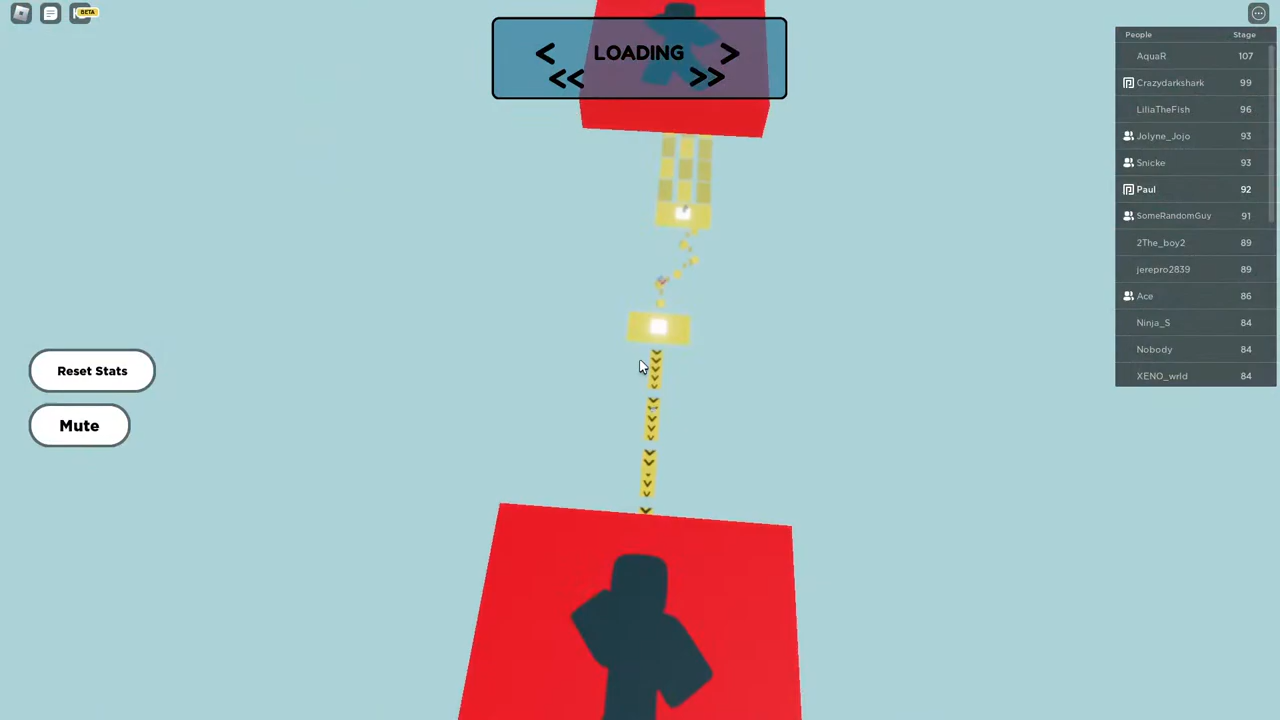 BETA
< LOADING >
<< >>
People Stage
AquaR 107
Crazydarkshark 99
LiliaTheFish 96
Jolyne_Jojo 93
Snicke 93
Paul 92
SomeRandomGuy 91
2The_boy2 89
jerepro2839 89
Ace 86
Ninja_S 84
Nobody 84
XENO_wrld 84
Reset Stats
Mute